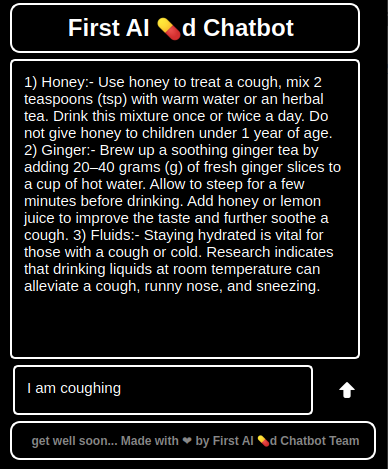 First AI 💊d Chatbot
1) Honey:- Use honey to treat a cough, mix 2
teaspoons (tsp) with warm water or an herbal
tea. Drink this mixture once or twice a day. Do
not give honey to children under 1 year of age.
2) Ginger:- Brew up a soothing ginger tea by
adding 20–40 grams (g) of fresh ginger slices to
a cup of hot water. Allow to steep for a few
minutes before drinking. Add honey or lemon
juice to improve the taste and further soothe a
cough. 3) Fluids:- Staying hydrated is vital for
those with a cough or cold. Research indicates
that drinking liquids at room temperature can
alleviate a cough, runny nose, and sneezing.
I am coughing
get well soon... Made with ❤ by First AI 💊d Chatbot Team